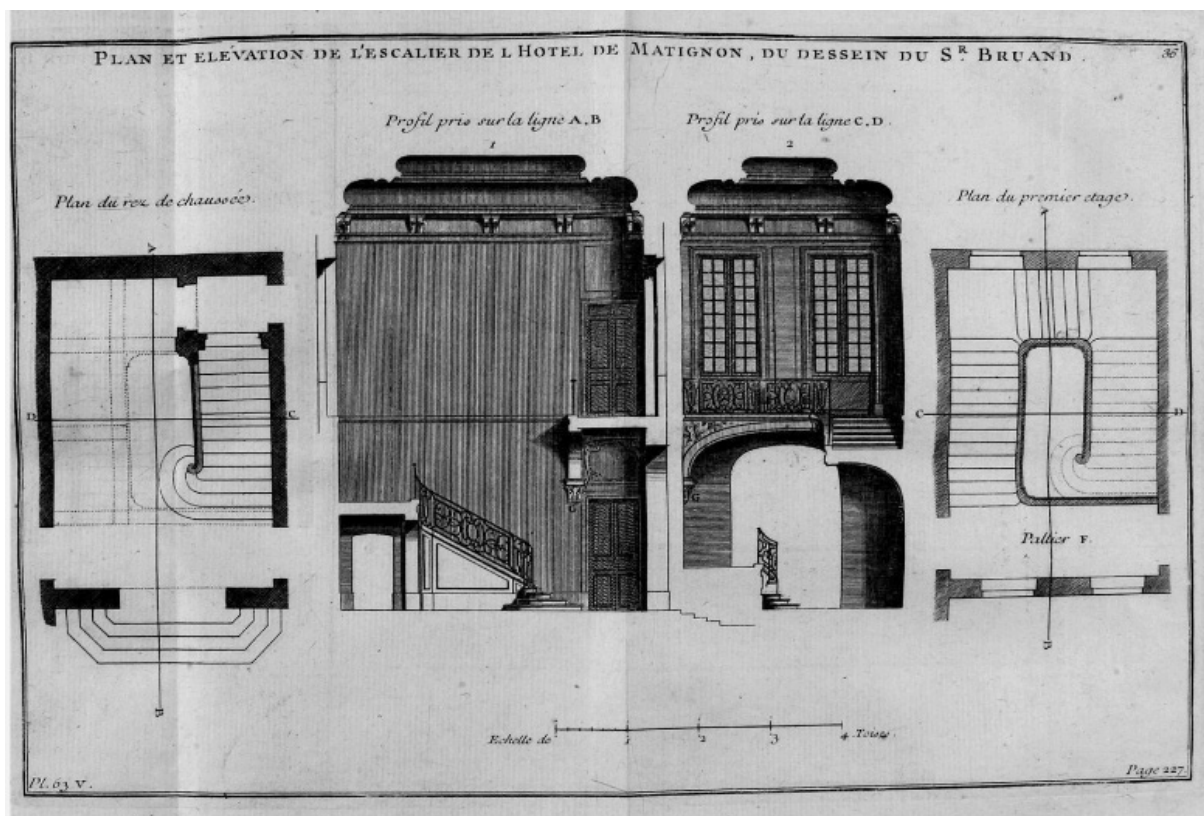 PLAN ET ELÉVATION DE L'ESCALIER DE L HOTEL DE MATIGNON, DU DESSEIN DU S.R BRUAND.
36
Profil pris sur la ligne A.B
1
Profil pris sur la ligne C.D.
2
Plan du rez de chaussée.
Plan du premier etage.
A
A
D
C
C
D
G
G
Pallier F.
B
B
Echelle de
1
2
3
4 Toises.
Pl. 63 V.
Page 227.